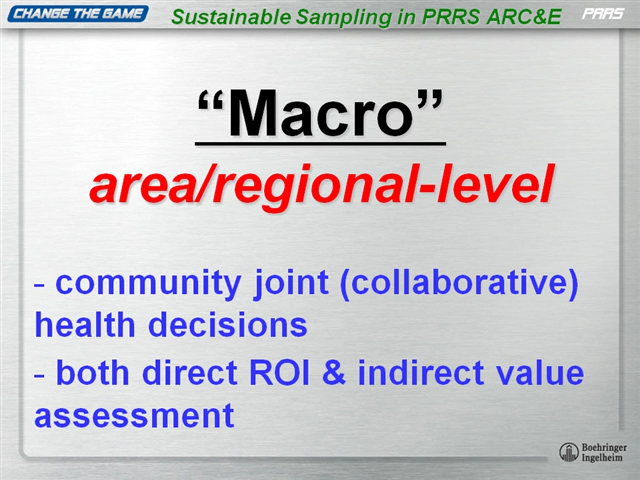 CHANGE THE GAME
Sustainable Sampling in PRRS ARC&E
PRRS
“Macro”
area/regional-level
- community joint (collaborative)
health decisions
- both direct ROI & indirect value
assessment
Boehringer
Ingelheim